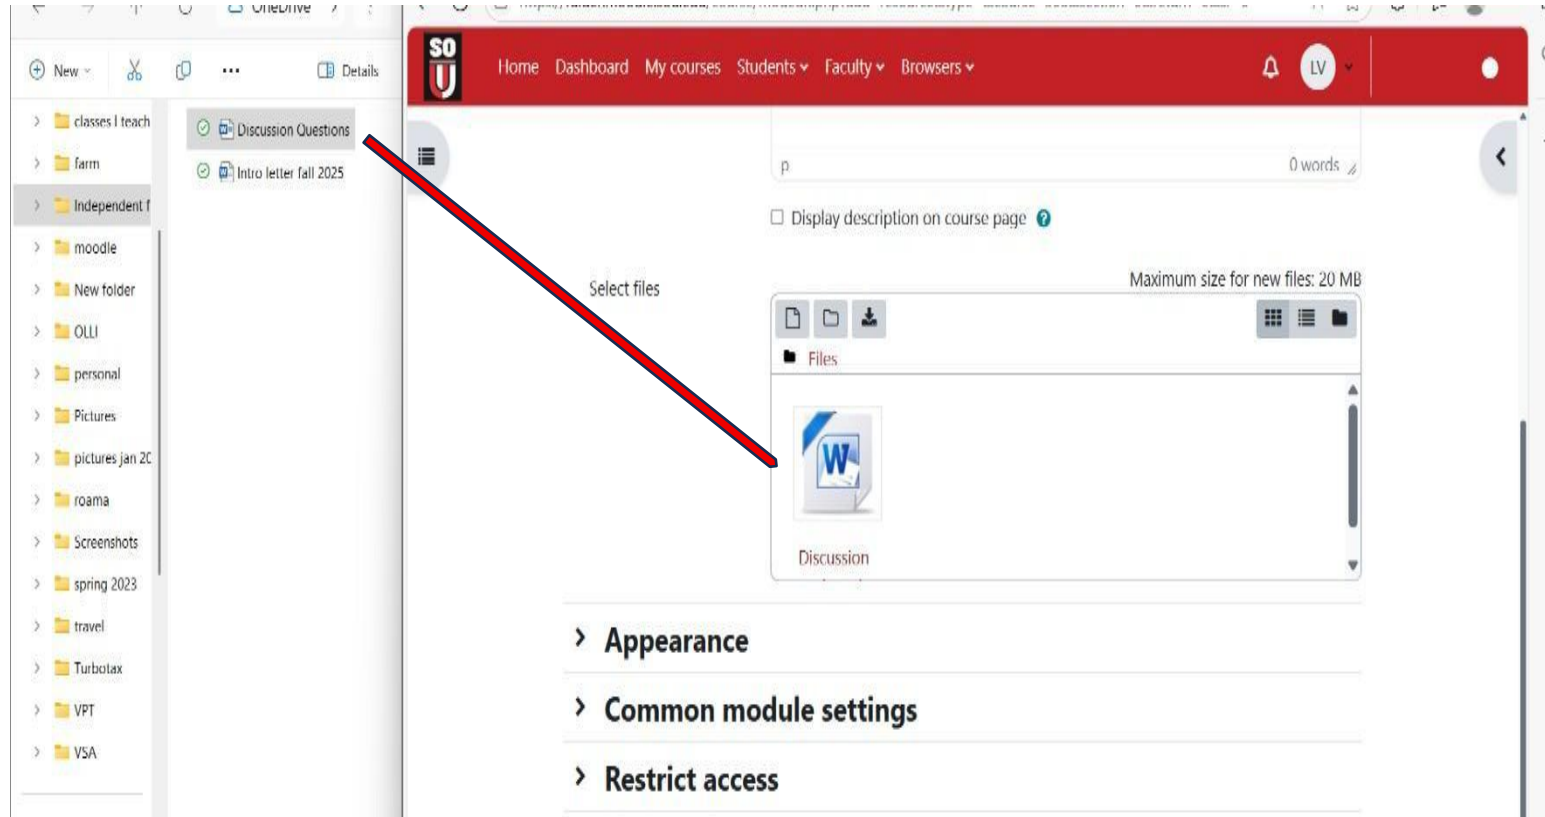 OneDrive
New
Details
classes I teach
farm
Independent f
moodle
New folder
OLLI
personal
Pictures
pictures jan 20
roama
Screenshots
spring 2023
travel
Turbotax
VPT
VSA
Discussion Questions
Intro letter fall 2025
SO
U
Home Dashboard My courses Students Faculty Browsers
LV
p
0 words
Display description on course page ?
Select files
Maximum size for new files: 20 MB
Files
W
Discussion
Appearance
Common module settings
Restrict access